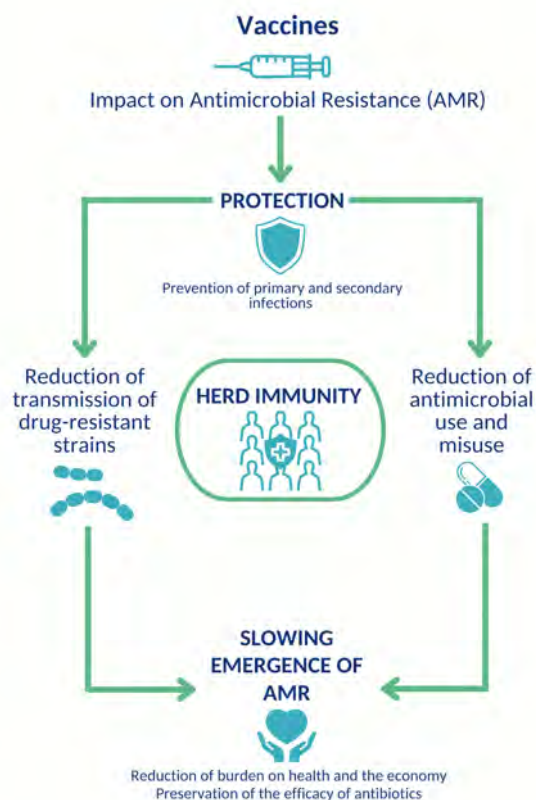 Vaccines
Impact on Antimicrobial Resistance (AMR)
PROTECTION
Prevention of primary and secondary
infections
Reduction of
transmission of
drug-resistant
strains
HERD IMMUNITY
Reduction of
antimicrobial
use and
misuse
SLOWING
EMERGENCE OF
AMR
Reduction of burden on health and the economy
Preservation of the efficacy of antibiotics